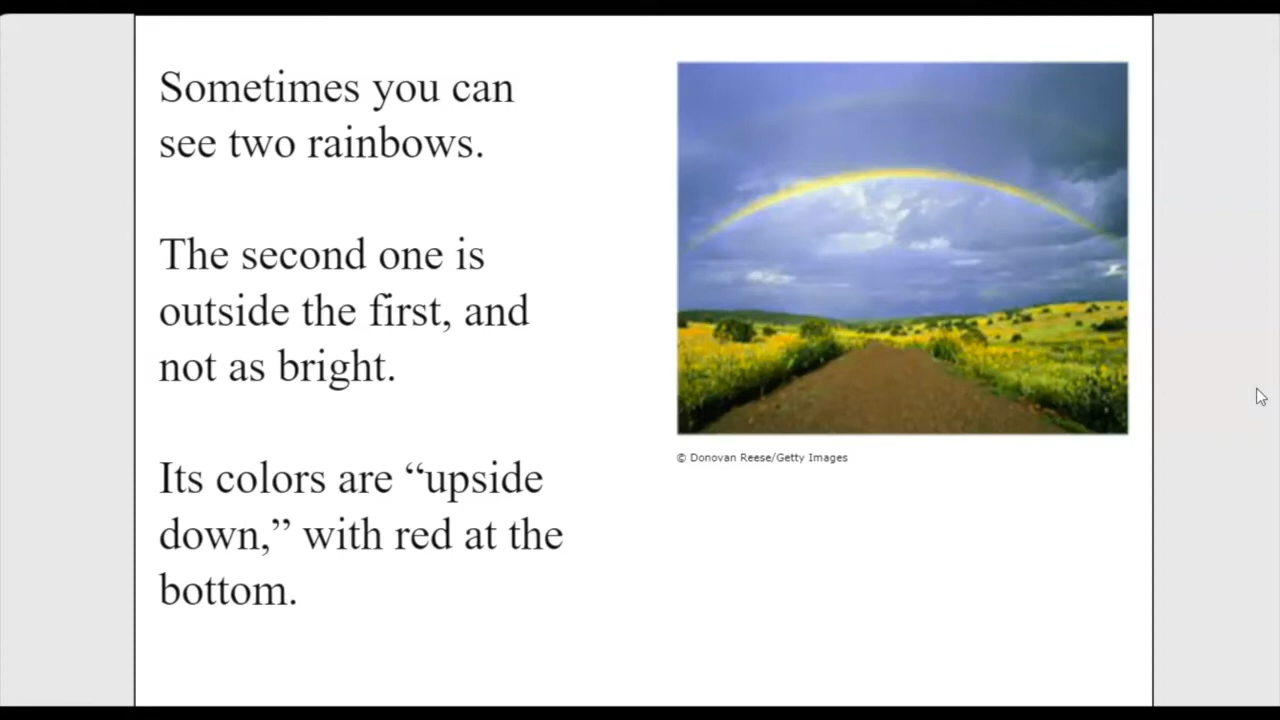 Sometimes you can
see two rainbows.
The second one is
outside the first, and
not as bright.
Its colors are “upside
down,” with red at the
bottom.
© Donovan Reese/Getty Images